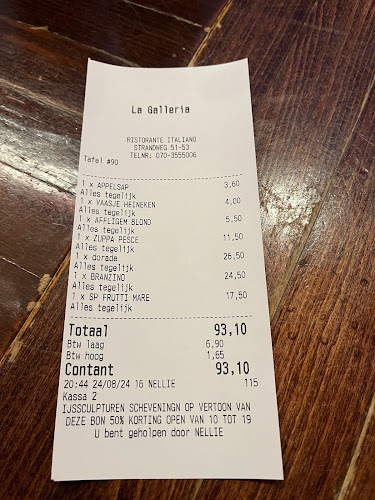 La Galleria
RISTORANTE ITALIANO
STRANDWEG 51-53
TELNR: 070-3555006
Tafel #90
1 x APPELSAP 3,60
Alles tegelijk
1 x VAASJE HEINEKEN 4,00
Alles tegelijk
1 x AFFLIGEM BLOND 5,50
Alles tegelijk
1 x ZUPPA PESCE 11,50
Alles tegelijk
1 x dorade 26,50
Alles tegelijk
1 x BRANZINO 24,50
Alles tegelijk
1 x SP FRUTTI MARE 17,50
Alles tegelijk
Totaal 93,10
Btw laag 6,90
Btw hoog 1,65
Contant 93,10
20:44 24/08/24 16 NELLIE 115
Kassa 2
IJSSCULPTUREN SCHEVENINGN OP VERTOON VAN
DEZE BON 50% KORTING OPEN VAN 10 TOT 19
U bent geholpen door NELLIE